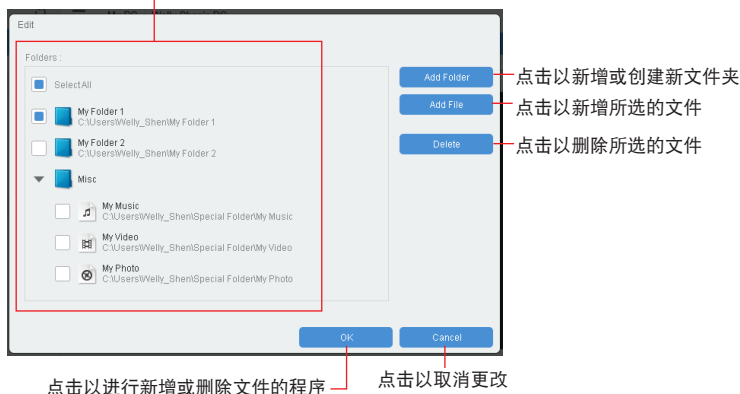 Edit
Folders :
SelectAll
My Folder 1
C:\Users\Welly_Shen\My Folder 1
My Folder 2
C:\Users\Welly_Shen\My Folder 2
Misc
My Music
C:\Users\Welly_Shen\Special Folder\My Music
My Video
C:\Users\Welly_Shen\Special Folder\My Video
My Photo
C:\Users\Welly_Shen\Special Folder\My Photo
Add Folder
点击以新增或创建新文件夹
Add File
点击以新增所选的文件
Delete
点击以删除所选的文件
OK
Cancel
点击以进行新增或删除文件的程序
点击以取消更改